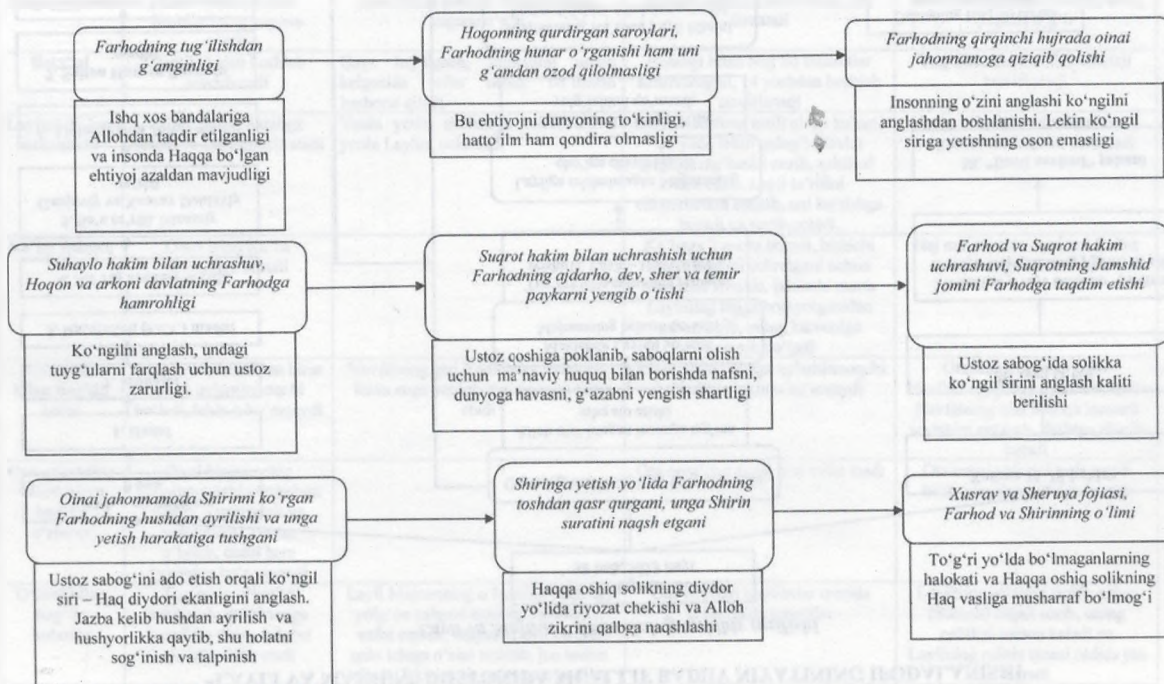 Farhodning tug‘ilishdan
g‘amginligi
Ishq xos bandalariga
Allohdan taqdir etilganligi
va insonda Haqqa bo‘lgan
ehtiyoj azaldan mavjudligi
Hoqonning qurdirgan saroylari,
Farhodning hunar o‘rganishi ham uni
g‘amdan ozod qilolmasligi
Bu ehtiyojni dunyoning to‘kinligi,
hatto ilm ham qondira olmasligi
Farhodning qirqinchi hujrada oinai
jahonnamoga qiziqib qolishi
Insonning o‘zini anglashi ko‘ngilni
anglashdan boshlanishi. Lekin ko‘ngil
siriga yetishning oson emasligi
Suhaylo hakim bilan uchrashuv,
Hoqon va arkoni davlatning Farhodga
hamrohligi
Ko‘ngilni anglash, undagi
tuyg‘ularni farqlash uchun ustoz
zarurligi.
Suqrot hakim bilan uchrashish uchun
Farhodning ajdarho, dev, sher va temir
paykarni yengib o‘tishi
Ustoz qoshiga poklanib, saboqlarni olish
uchun ma’naviy huquq bilan borishda nafsni,
dunyoga havasni, g‘azabni yengish shartligi
Farhod va Suqrot hakim
uchrashuvi, Suqrotning Jamshid
jomini Farhodga taqdim etishi
Ustoz sabog‘ida solikka
ko‘ngil sirini anglash kaliti
berilishi
Oinai jahonnamoda Shirinni ko‘rgan
Farhodning hushdan ayrilishi va unga
yetish harakatiga tushgani
Ustoz sabog‘ini ado etish orqali ko‘ngil
siri – Haq diydori ekanligini anglash.
Jazba kelib hushdan ayrilish va
hushyorlikka qaytib, shu holatni
sog‘inish va talpinish
Shiringa yetish yo‘lida Farhodning
toshdan qasr qurgani, unga Shirin
suratini naqsh etgani
Haqqa oshiq solikning diydor
yo‘lida riyozat chekishi va Alloh
zikrini qalbga naqshlashi
Xusrav va Sheruya fojiasi,
Farhod va Shirinning o‘limi
To‘g‘ri yo‘lda bo‘lmaganlarning
halokati va Haqqa oshiq solikning
Haq vasliga musharraf bo‘lmog‘i